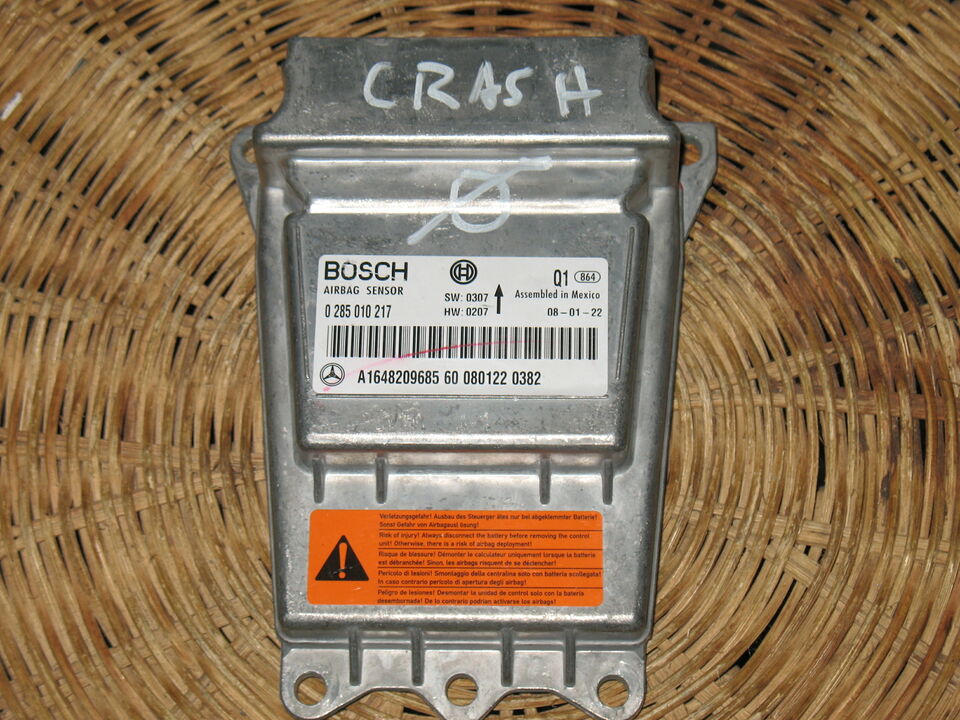 CRASH
BOSCH
AIRBAG SENSOR
0 285 010 217
SW: 0307
HW: 0207
Q1 864
Assembled in Mexico
08-01-22
A1648209685 60 080122 0382
Verletzungsgefahr! Ausbau des Steuerger ätes nur bei abgeklemmter Batterie!
Sonst Gefahr von Airbagausl ösung!
Risk of injury! Always disconnect the battery before removing the control
unit! Otherwise, there is a risk of airbag deployment!
Risque de blessure! Démonter le calculateur uniquement lorsque la batterie
est débranchée! Sinon, les airbags risquent de se déclencher!
Pericolo di lesioni! Smontaggio della centralina solo con batteria scollegata!
In caso contrario pericolo di apertura degli airbag!
Peligro de lesiones! Desmontar la unidad de control solo con la batería
desembornada! De lo contrario podrían activarse los airbags!